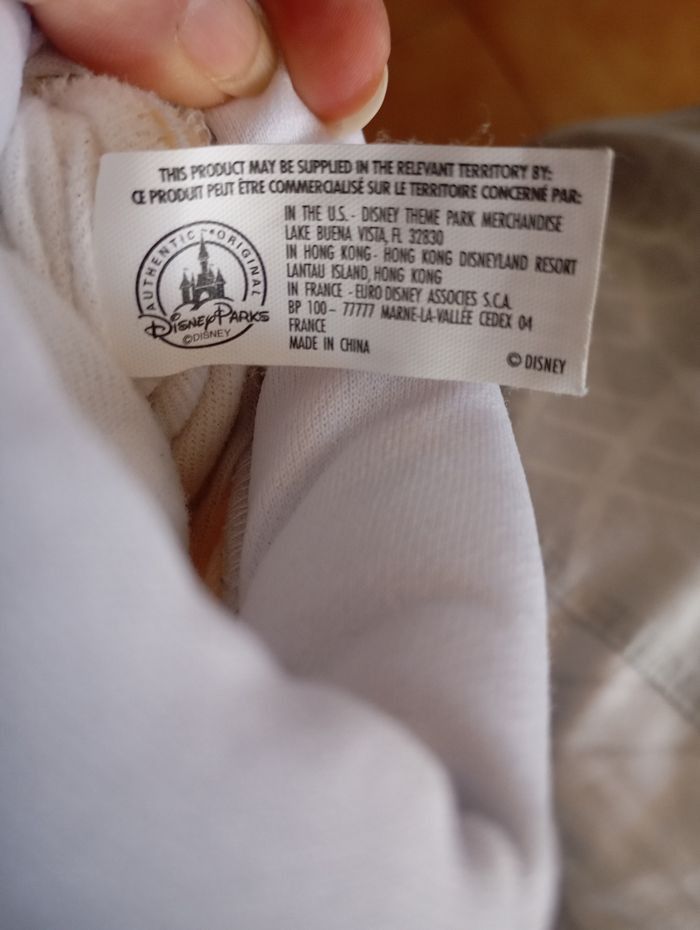 THIS PRODUCT MAY BE SUPPLIED IN THE RELEVANT TERRITORY BY:
CE PRODUIT PEUT ÊTRE COMMERCIALISÉ SUR LE TERRITOIRE CONCERNÉ PAR:
AUTHENTIC * ORIGINAL
DISNEY PARKS
© DISNEY
IN THE U.S. - DISNEY THEME PARK MERCHANDISE
LAKE BUENA VISTA, FL 32830
IN HONG KONG - HONG KONG DISNEYLAND RESORT
LANTAU ISLAND, HONG KONG
IN FRANCE - EURO DISNEY ASSOCIES S.C.A.
BP 100 - 77777 MARNE-LA-VALLÉE CEDEX 04
FRANCE
MADE IN CHINA
© DISNEY